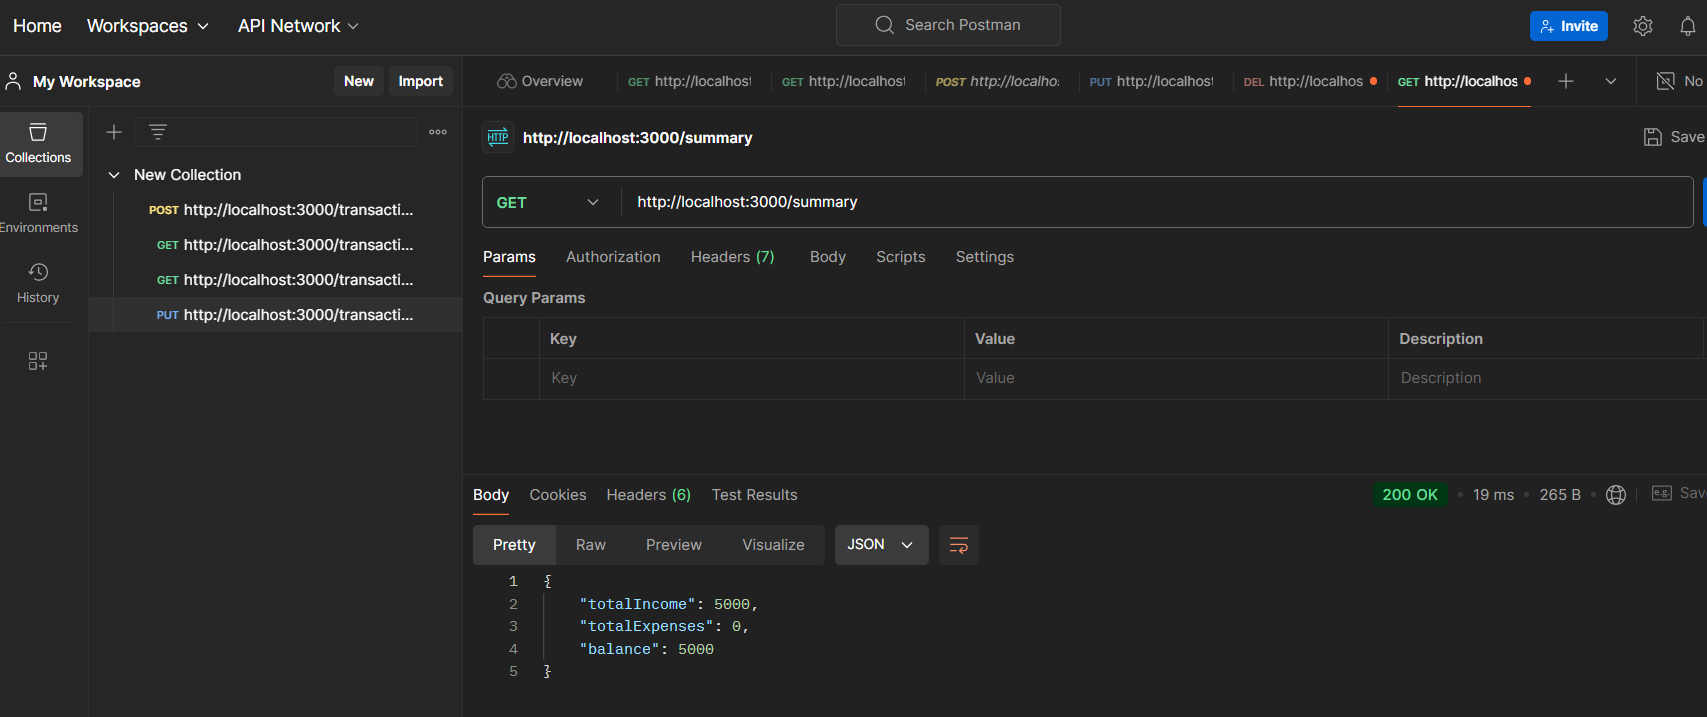 Home Workspaces API Network Search Postman Invite
My Workspace New Import Overview GET http://localhost GET http://localhost POST http://localho: PUT http://localhost DEL http://localhos GET http://localhos No
HTTP http://localhost:3000/summary Save
Collections
New Collection
POST http://localhost:3000/transacti...
GET http://localhost:3000/transacti...
GET http://localhost:3000/transacti...
PUT http://localhost:3000/transacti...
Environments
History
GET http://localhost:3000/summary
Params Authorization Headers (7) Body Scripts Settings
Query Params
Key Value Description
Key Value Description
Body Cookies Headers (6) Test Results 200 OK 19 ms 265 B e.g. Sav
Pretty Raw Preview Visualize JSON
1 {
2 "totalIncome": 5000,
3 "totalExpenses": 0,
4 "balance": 5000
5 }